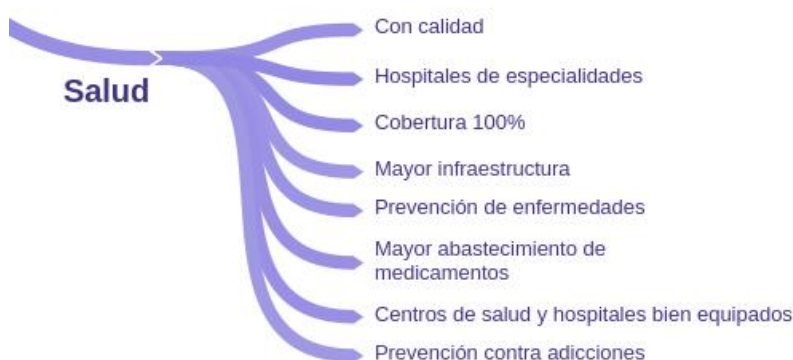 Salud
Con calidad
Hospitales de especialidades
Cobertura 100%
Mayor infraestructura
Prevención de enfermedades
Mayor abastecimiento de
medicamentos
Centros de salud y hospitales bien equipados
Prevención contra adicciones